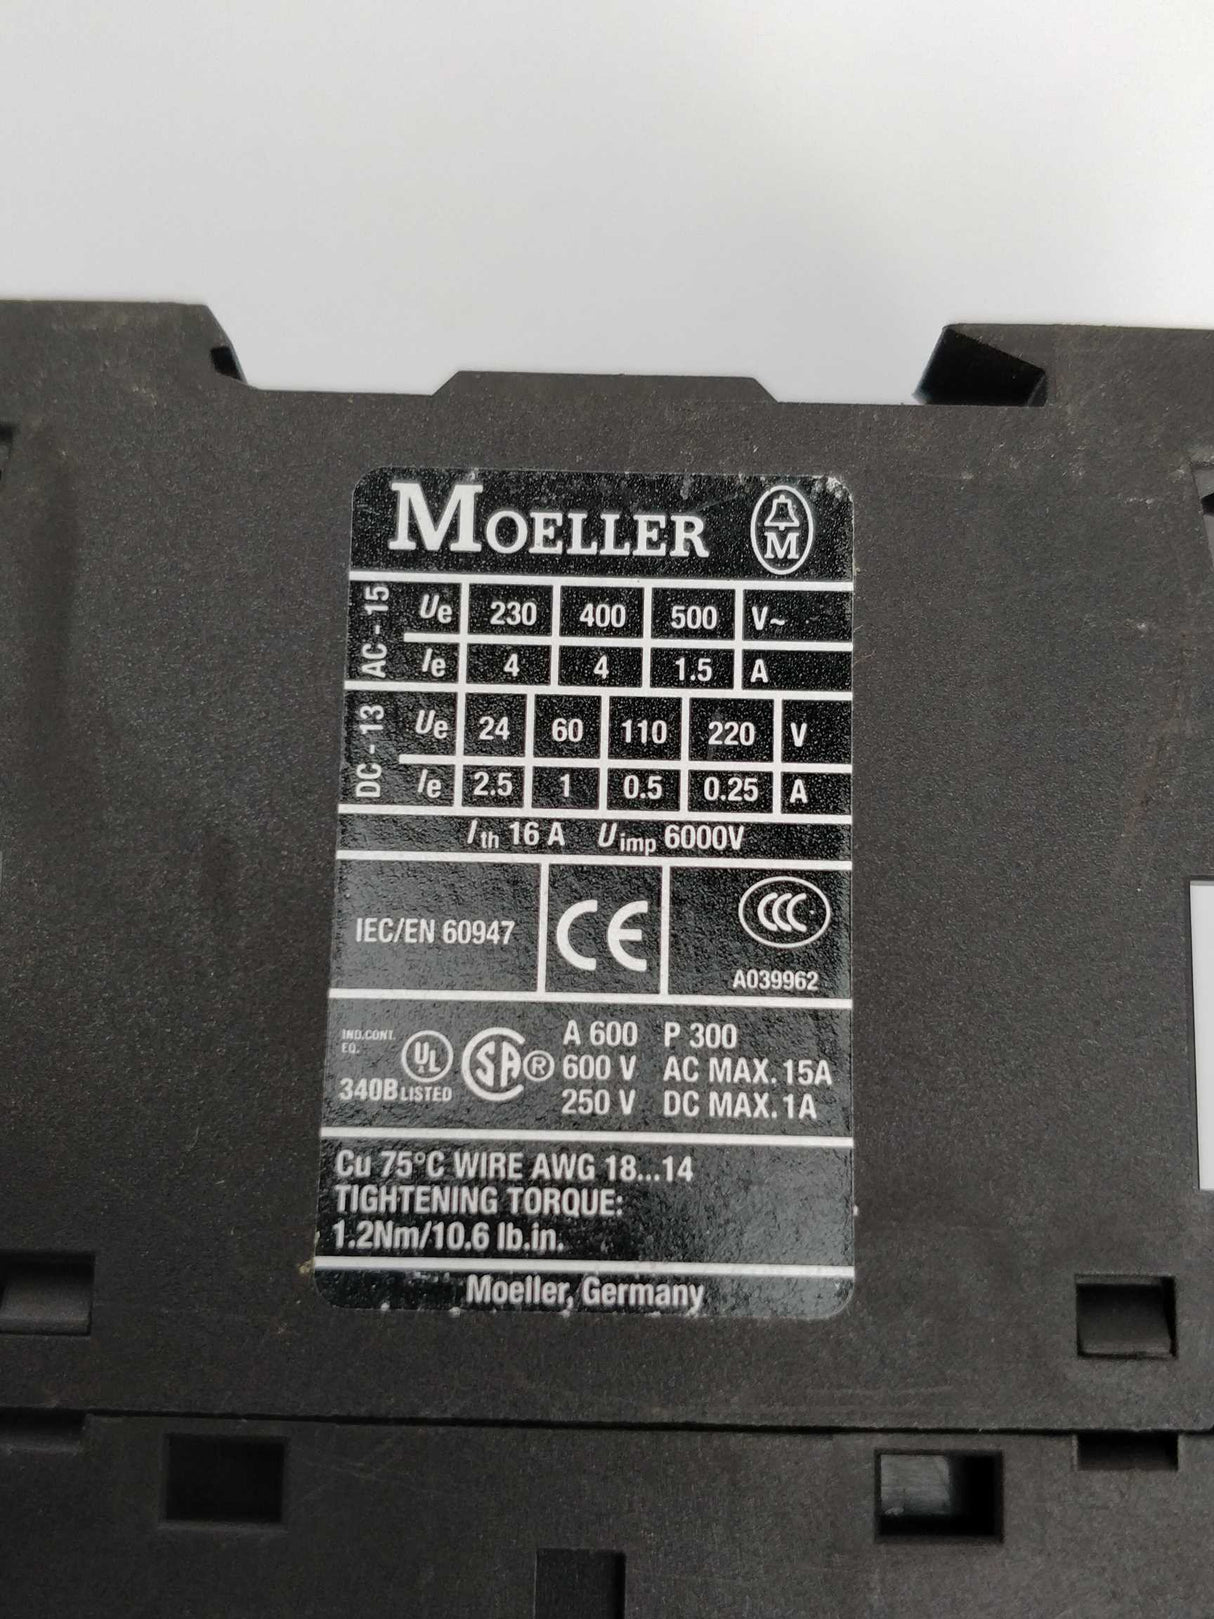 MOELLER M
AC-15 Ue 230 400 500 V~
Ie 4 4 1.5 A
DC-13 Ue 24 60 110 220 V
Ie 2.5 1 0.5 0.25 A
Ith 16 A Uimp 6000V
IEC/EN 60947 CE CCC
A039962
IND.CONT. EQ. 340B UL LISTED SA®
A 600 P 300
600 V AC MAX. 15A
250 V DC MAX. 1A
Cu 75°C WIRE AWG 18...14
TIGHTENING TORQUE:
1.2Nm/10.6 lb.in.
Moeller, Germany